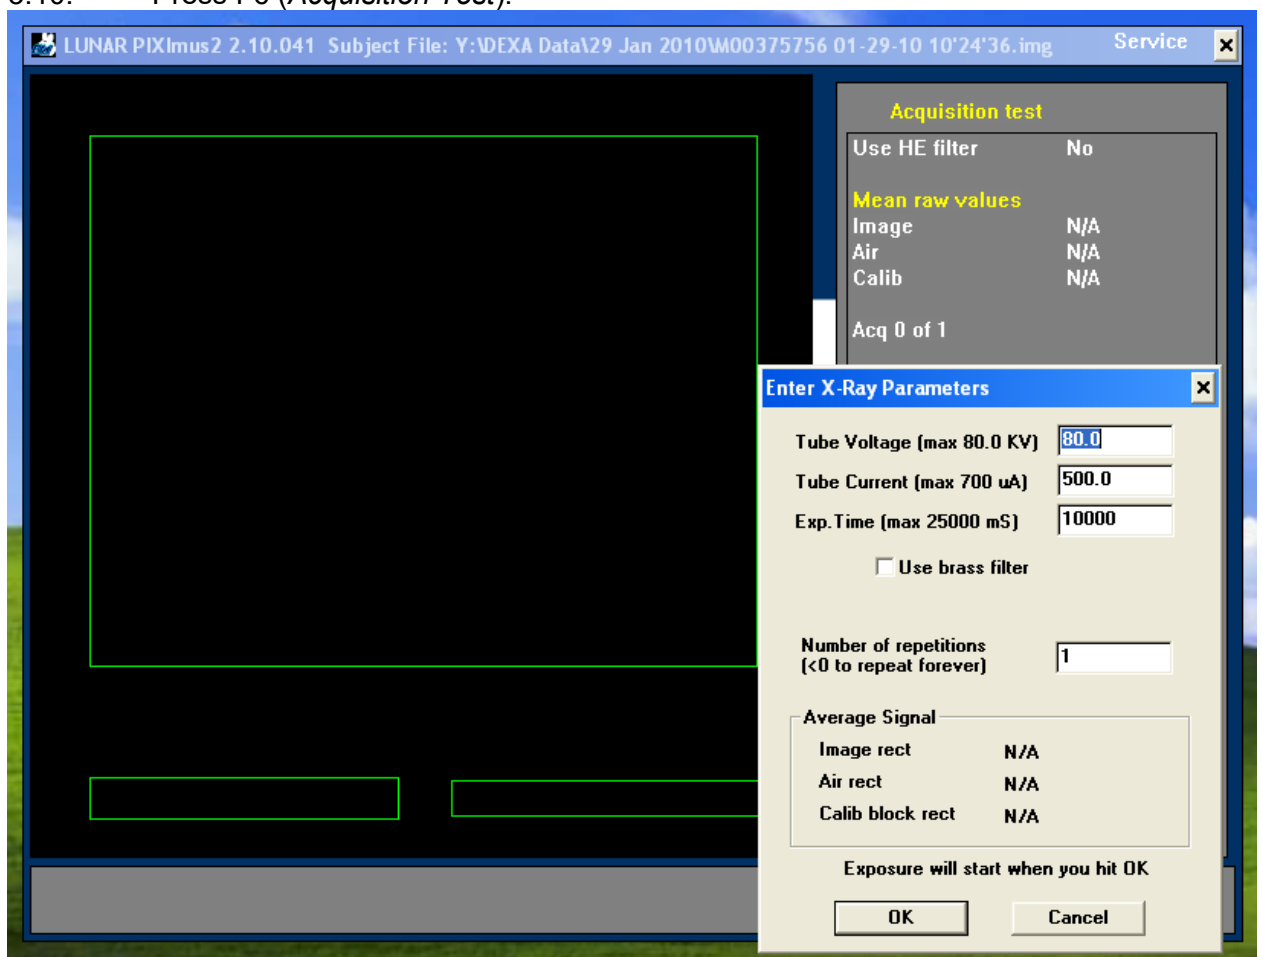 Press F6 (Acquisition Test).
LUNAR PIXImus2 2.10.041 Subject File: Y:\DEXA Data\29 Jan 2010\M00375756 01-29-10 10'24'36.img Service
Acquisition test
Use HE filter No
Mean raw values
Image N/A
Air N/A
Calib N/A
Acq 0 of 1
Enter X-Ray Parameters
Tube Voltage (max 80.0 KV) 80.0
Tube Current (max 700 uA) 500.0
Exp.Time (max 25000 mS) 10000
Use brass filter
Number of repetitions
(<0 to repeat forever) 1
Average Signal
Image rect N/A
Air rect N/A
Calib block rect N/A
Exposure will start when you hit OK
OK Cancel